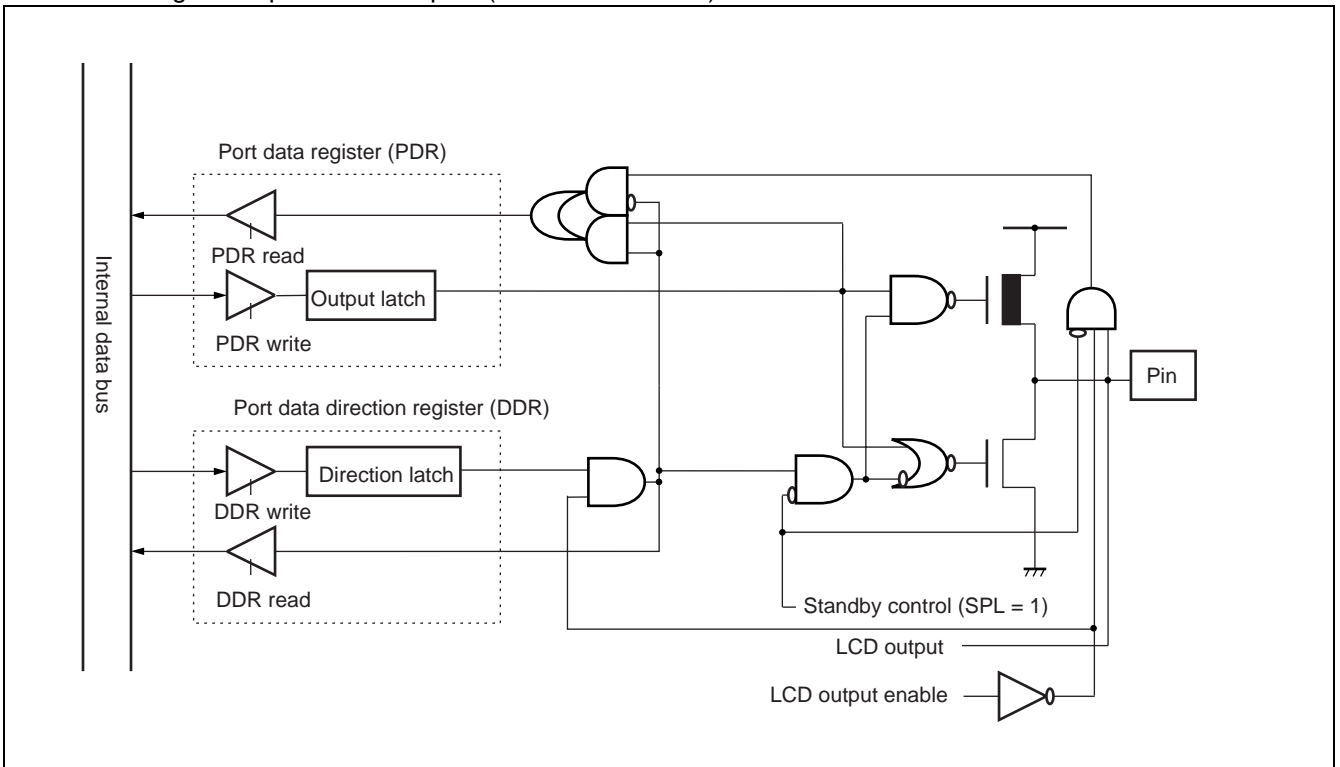 Port data register (PDR)
PDR read
Output latch
PDR write
Internal data bus
Pin
Port data direction register (DDR)
Direction latch
DDR write
DDR read
Standby control (SPL = 1)
LCD output
LCD output enable